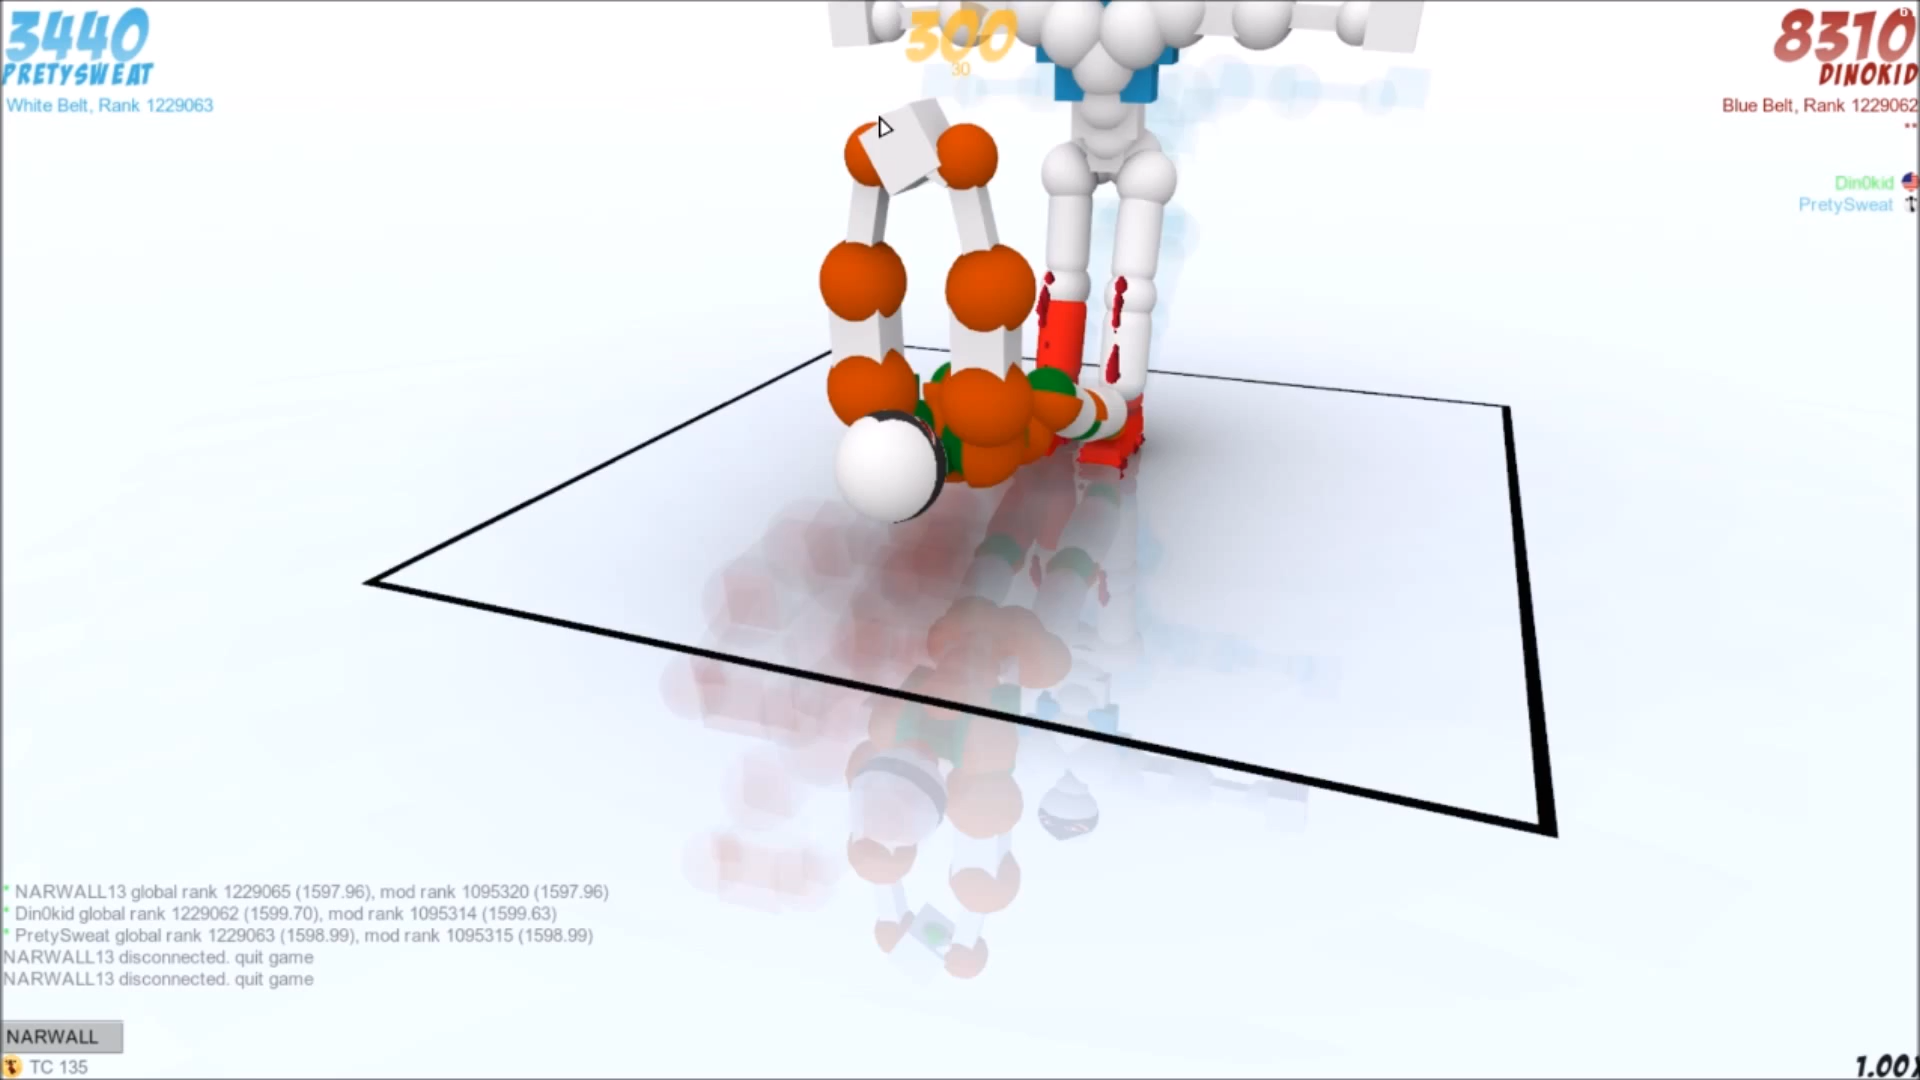 3440
PRETYSWEAT
White Belt, Rank 1229063
300
30
8310
DINOKID
Blue Belt, Rank 1229062
Din0kid
PretySweat
* NARWALL13 global rank 1229065 (1597.96), mod rank 1095320 (1597.96)
* Din0kid global rank 1229062 (1599.70), mod rank 1095314 (1599.63)
* PretySweat global rank 1229063 (1598.99), mod rank 1095315 (1598.99)
NARWALL13 disconnected. quit game
NARWALL13 disconnected. quit game
NARWALL
TC 135
1.00X